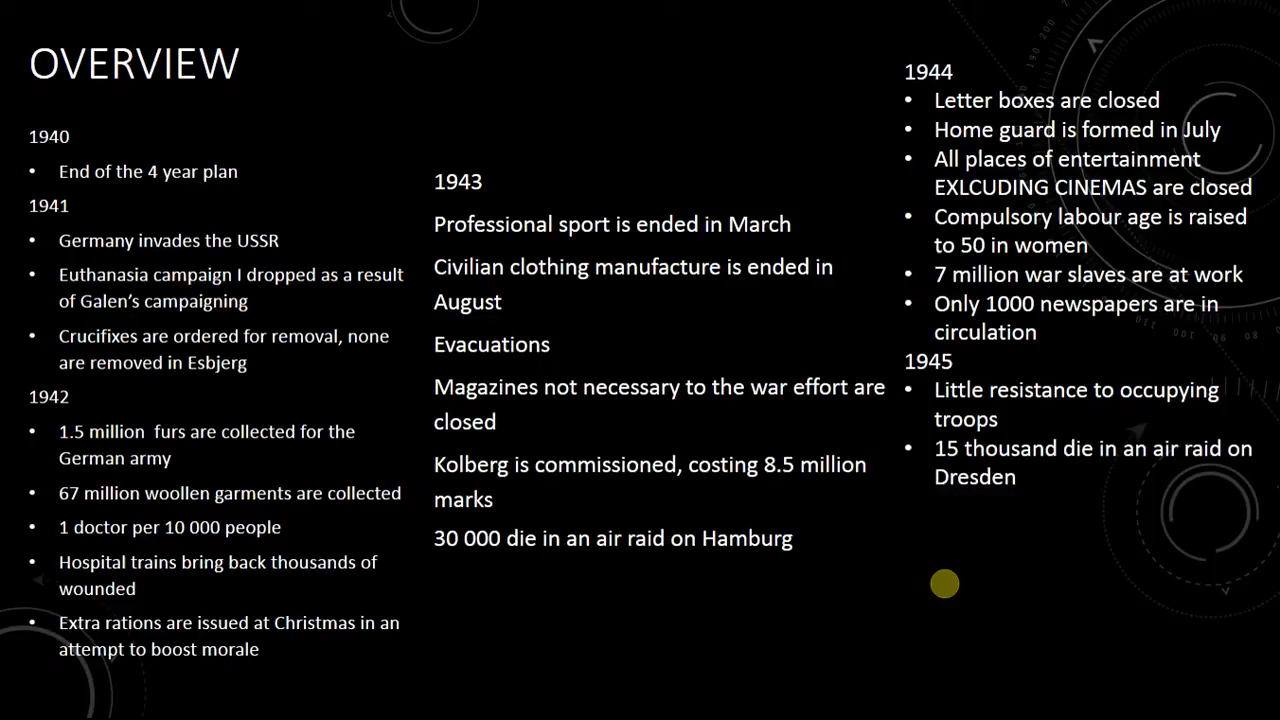 OVERVIEW
1940
• End of the 4 year plan
1941
• Germany invades the USSR
• Euthanasia campaign I dropped as a result
of Galen's campaigning
• Crucifixes are ordered for removal, none
are removed in Esbjerg
1942
• 1.5 million furs are collected for the
German army
• 67 million woollen garments are collected
• 1 doctor per 10 000 people
• Hospital trains bring back thousands of
wounded
• Extra rations are issued at Christmas in an
attempt to boost morale
1943
Professional sport is ended in March
Civilian clothing manufacture is ended in
August
Evacuations
Magazines not necessary to the war effort are
closed
Kolberg is commissioned, costing 8.5 million
marks
30 000 die in an air raid on Hamburg
1944
• Letter boxes are closed
• Home guard is formed in July
• All places of entertainment
EXLCUDING CINEMAS are closed
• Compulsory labour age is raised
to 50 in women
• 7 million war slaves are at work
• Only 1000 newspapers are in
circulation
1945
• Little resistance to occupying
troops
• 15 thousand die in an air raid on
Dresden